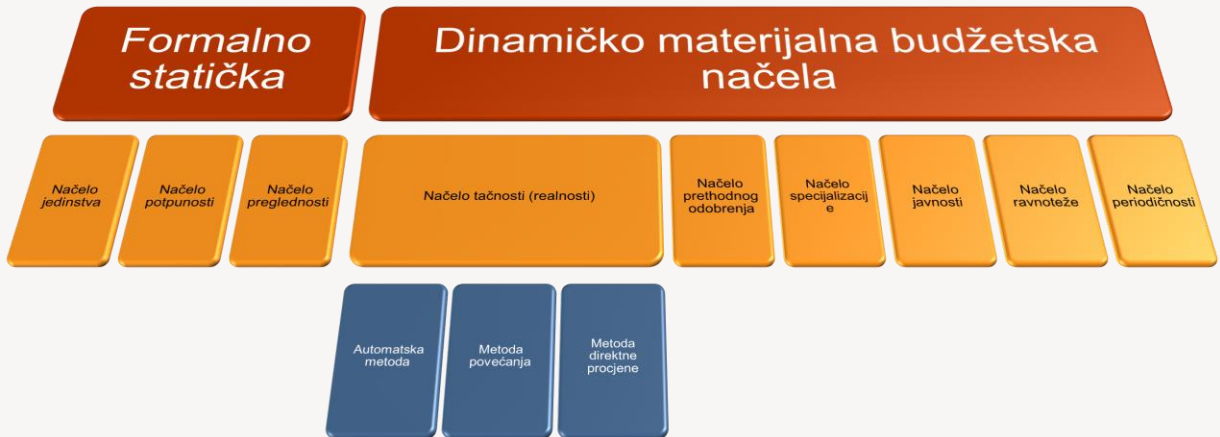 Formalno
statička
Dinamičko materijalna budžetska
načela
Načelo
jedinstva
Načelo
potpunosti
Načelo
preglednosti
Načelo tačnosti (realnosti)
Načelo
prethodnog
odobrenja
Načelo
specijalizacij
e
Načelo
javnosti
Načelo
ravnoteže
Načelo
periodičnosti
Automatska
metoda
Metoda
povećanja
Metoda
direktne
procjene